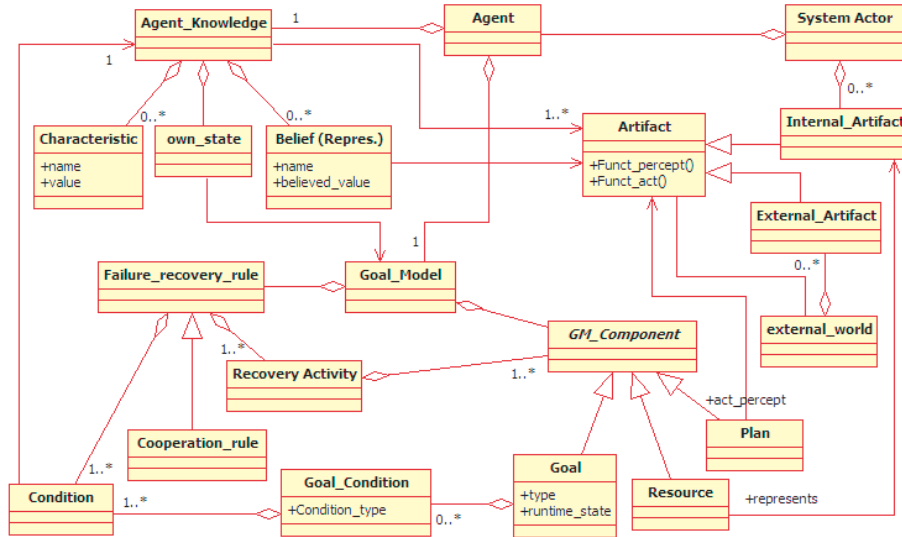 Agent_Knowledge
1
Agent
System Actor
1
0..*
0..*
0..*
Characteristic
+name
+value
own_state
Belief (Repres.)
+name
+believed_value
1..*
Artifact
+Funct_percept()
+Funct_act()
Internal_Artifact
External_Artifact
1
0..*
Failure_recovery_rule
Goal_Model
GM_Component
external_world
1..*
Recovery Activity
1..*
+act_percept
Plan
Cooperation_rule
1..*
Condition
1..*
Goal_Condition
+Condition_type
0..*
Goal
+type
+runtime_state
Resource
+represents